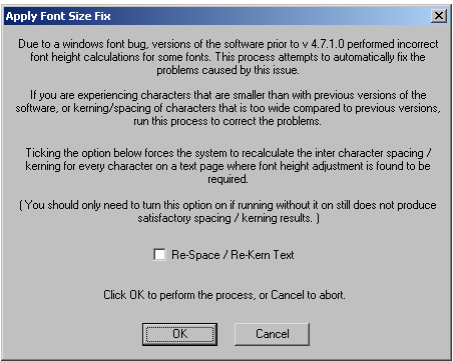 Apply Font Size Fix
Due to a windows font bug, versions of the software prior to v 4.7.1.0 performed incorrect
font height calculations for some fonts. This process attempts to automatically fix the
problems caused by this issue.
If you are experiencing characters that are smaller than with previous versions of the
software, or kerning/spacing of characters that is too wide compared to previous versions,
run this process to correct the problems.
Ticking the option below forces the system to recalculate the inter character spacing /
kerning for every character on a text page where font height adjustment is found to be
required.
( You should only need to turn this option on if running without it on still does not produce
satisfactory spacing / kerning results. )
Re-Space / Re-Kern Text
Click OK to perform the process, or Cancel to abort.
OK Cancel